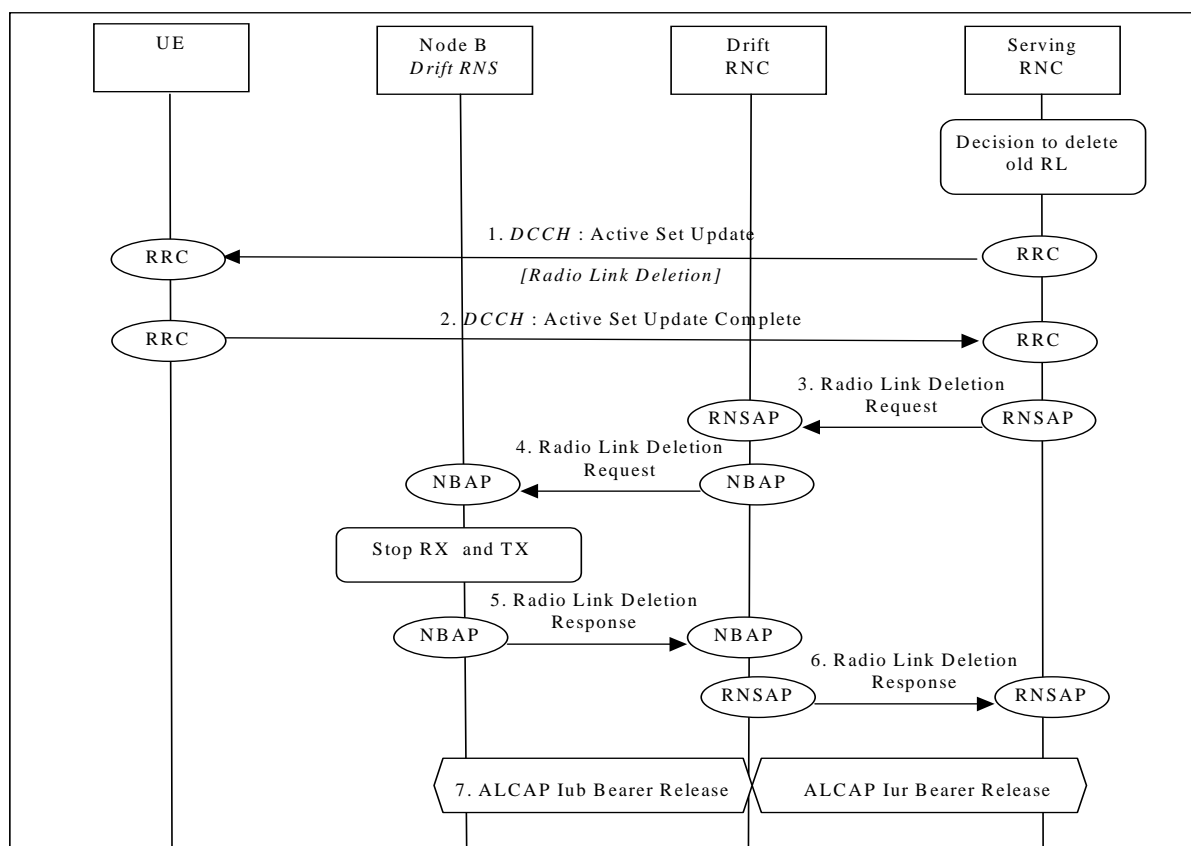 UE
Node B
Drift RNS
Drift
RNC
Serving
RNC
Decision to delete
old RL
1. DCCH : Active Set Update
RRC
RRC
[Radio Link Deletion]
2. DCCH : Active Set Update Complete
RRC
RRC
3. Radio Link Deletion
Request
RNSAP
RNSAP
4. Radio Link Deletion
Request
NBAP
NBAP
Stop RX and TX
5. Radio Link Deletion
Response
NBAP
NBAP
6. Radio Link Deletion
Response
RNSAP
RNSAP
7. ALCAP Iub Bearer Release
ALCAP Iur Bearer Release